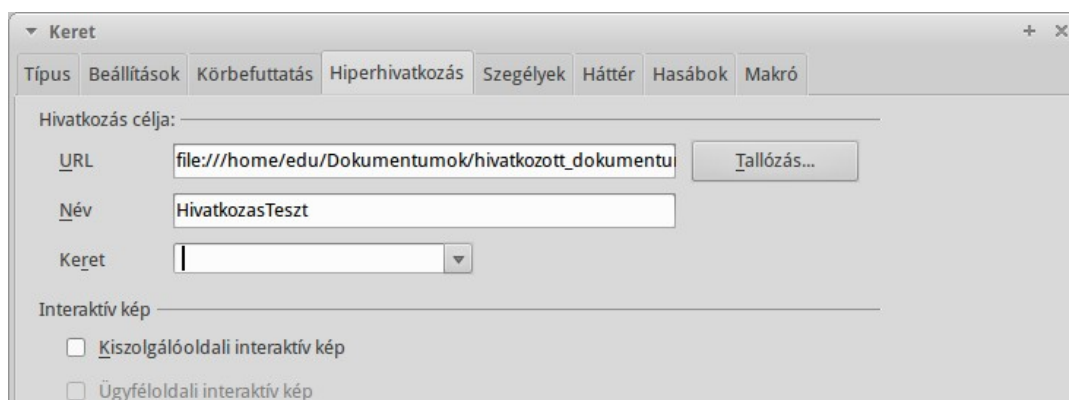 Keret
Típus Beállítások Körbefuttatás Hiperhivatkozás Szegélyek Háttér Hasábok Makró
Hivatkozás célja:
URL file:///home/edu/Dokumentumok/hivatkozott_dokumentu Tallózás...
Név HivatkozasTeszt
Keret
Interaktív kép
Kiszolgálóoldali interaktív kép
Ügyféloldali interaktív kép